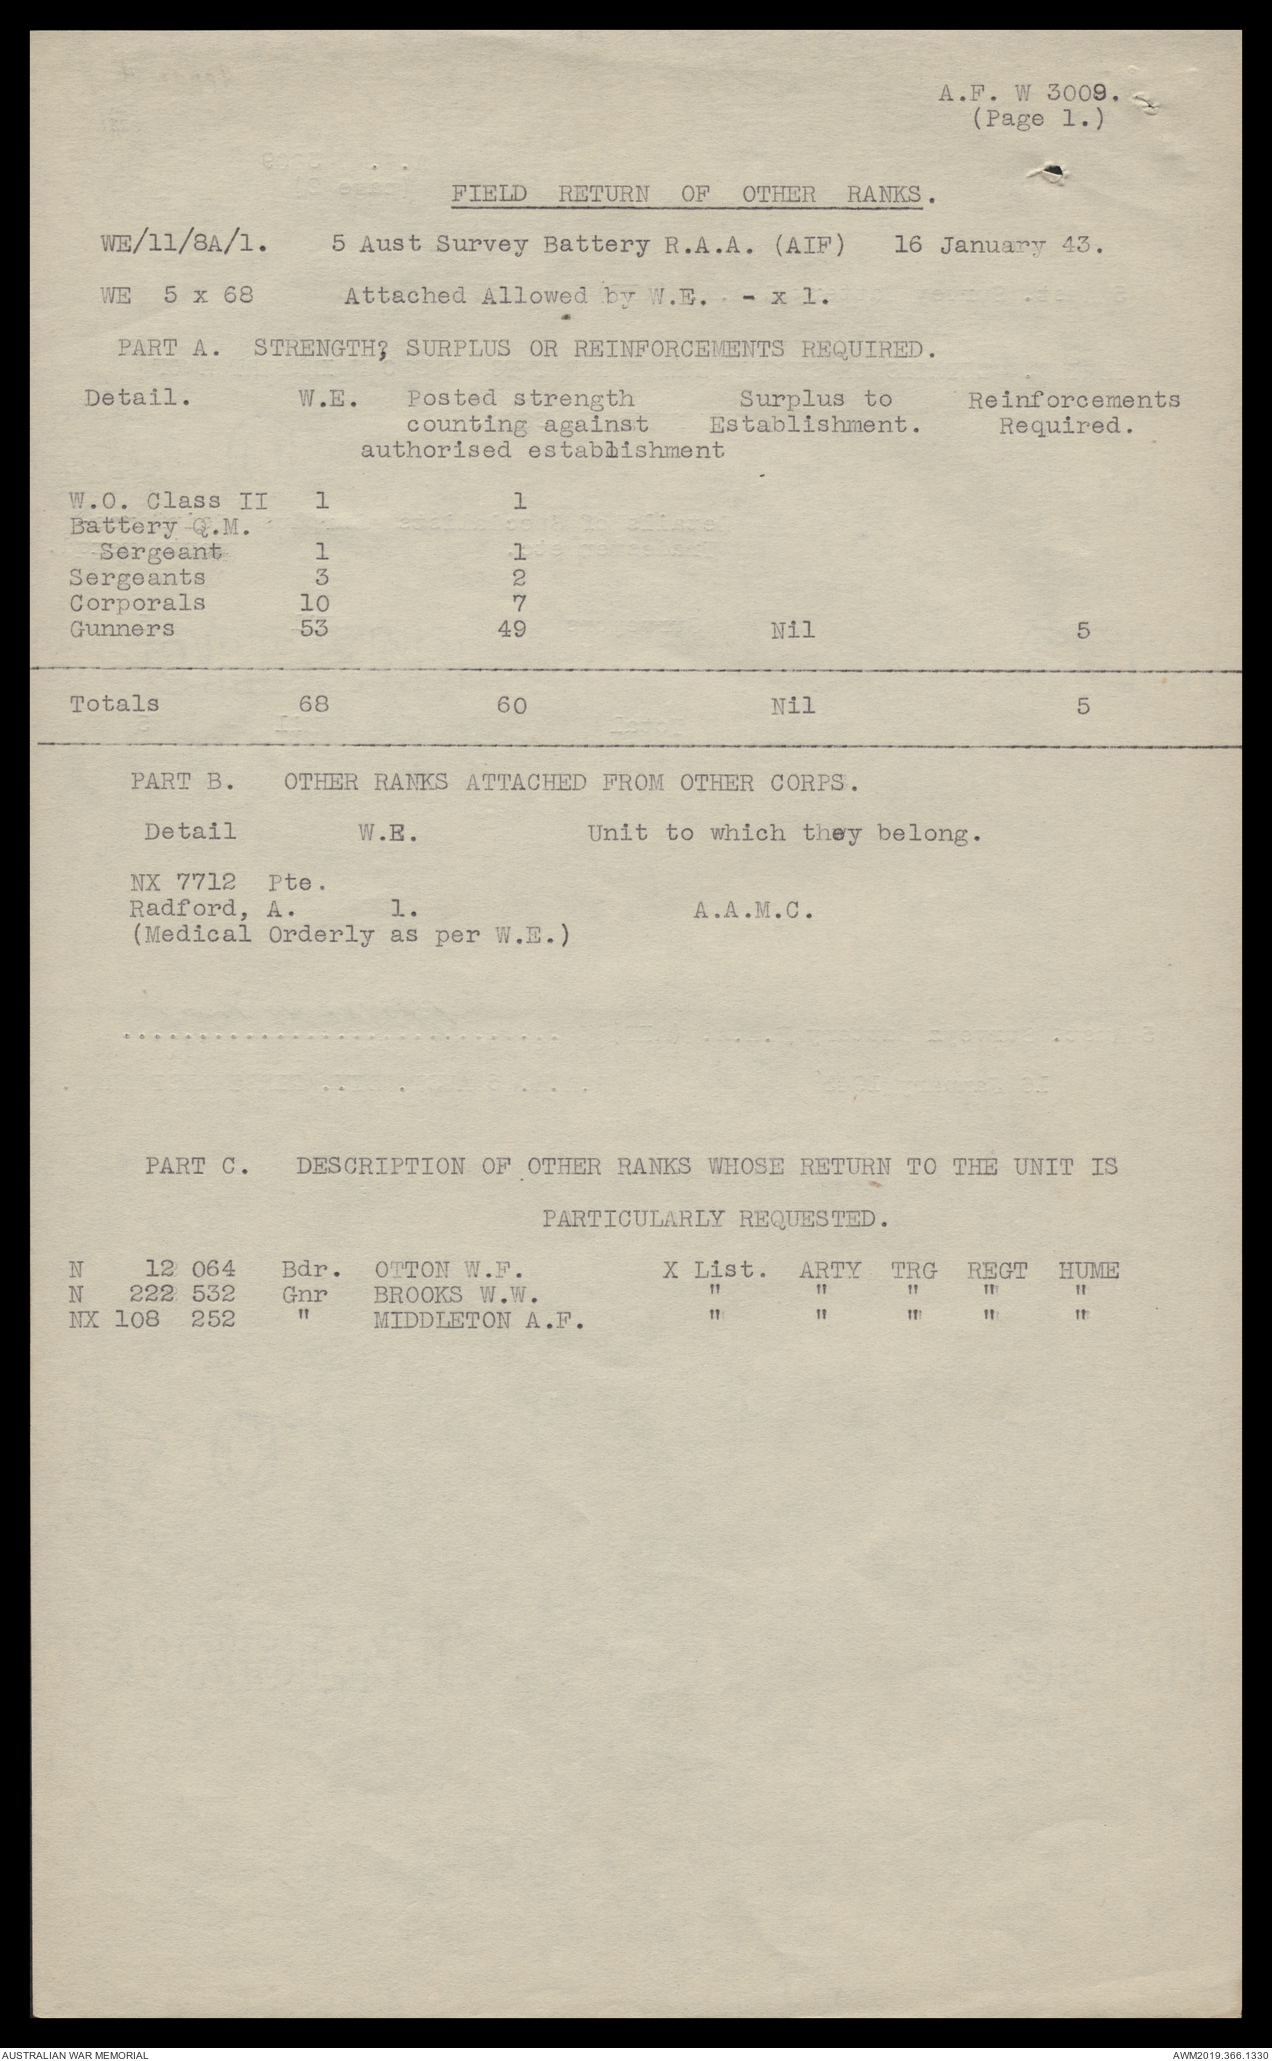 A.F. W 3009.
(Page 1.)
FIELD RETURN OF OTHER RANKS.
WE/11/8A/1. 5 Aust Survey Battery R.A.A. (AIF) 16 January 43.
WE 5 x 68 Attached Allowed by W.E. - x 1.
PART A. STRENGTH? SURPLUS OR REINFORCEMENTS REQUIRED.
Detail. W.E. Posted strength Surplus to Reinforcements
counting against Establishment. Required.
authorised establishment
W.O. Class II 1 1
Battery Q.M.
Sergeant 1 1
Sergeants 3 2
Corporals 10 7
Gunners 53 49 Nil 5
Totals 68 60 Nil 5
PART B. OTHER RANKS ATTACHED FROM OTHER CORPS.
Detail W.E. Unit to which they belong.
NX 7712 Pte.
Radford, A. 1. A.A.M.C.
(Medical Orderly as per W.E.)
PART C. DESCRIPTION OF OTHER RANKS WHOSE RETURN TO THE UNIT IS
PARTICULARLY REQUESTED.
N 12 064 Bdr. OTTON W.F. X List. ARTY TRG REGT HUME
N 222 532 Gnr BROOKS W.W. " " " " "
NX 108 252 " MIDDLETON A.F. " " " " "
AUSTRALIAN WAR MEMORIAL AWM2019.366.1330